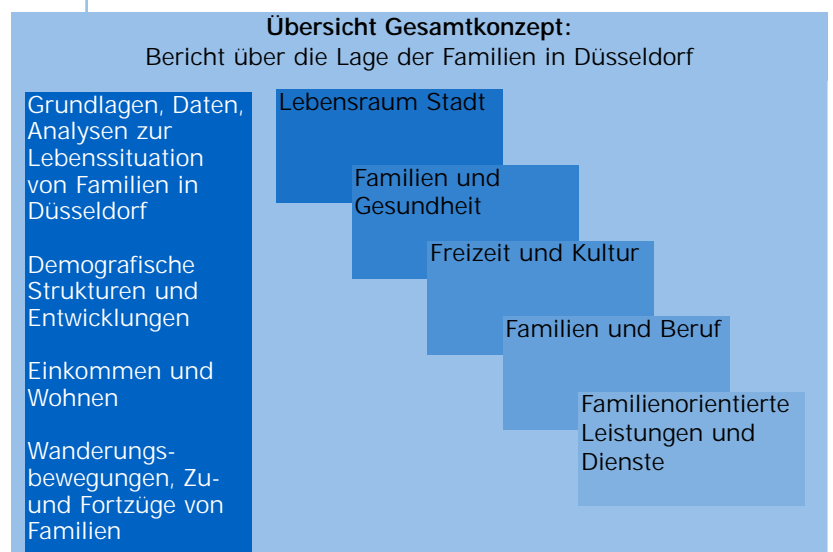 Übersicht Gesamtkonzept:
Bericht über die Lage der Familien in Düsseldorf
Grundlagen, Daten,
Analysen zur
Lebenssituation
von Familien in
Düsseldorf
Demografische
Strukturen und
Entwicklungen
Einkommen und
Wohnen
Wanderungs-
bewegungen, Zu-
und Fortzüge von
Familien
Lebensraum Stadt
Familien und
Gesundheit
Freizeit und Kultur
Familien und Beruf
Familienorientierte
Leistungen und
Dienste